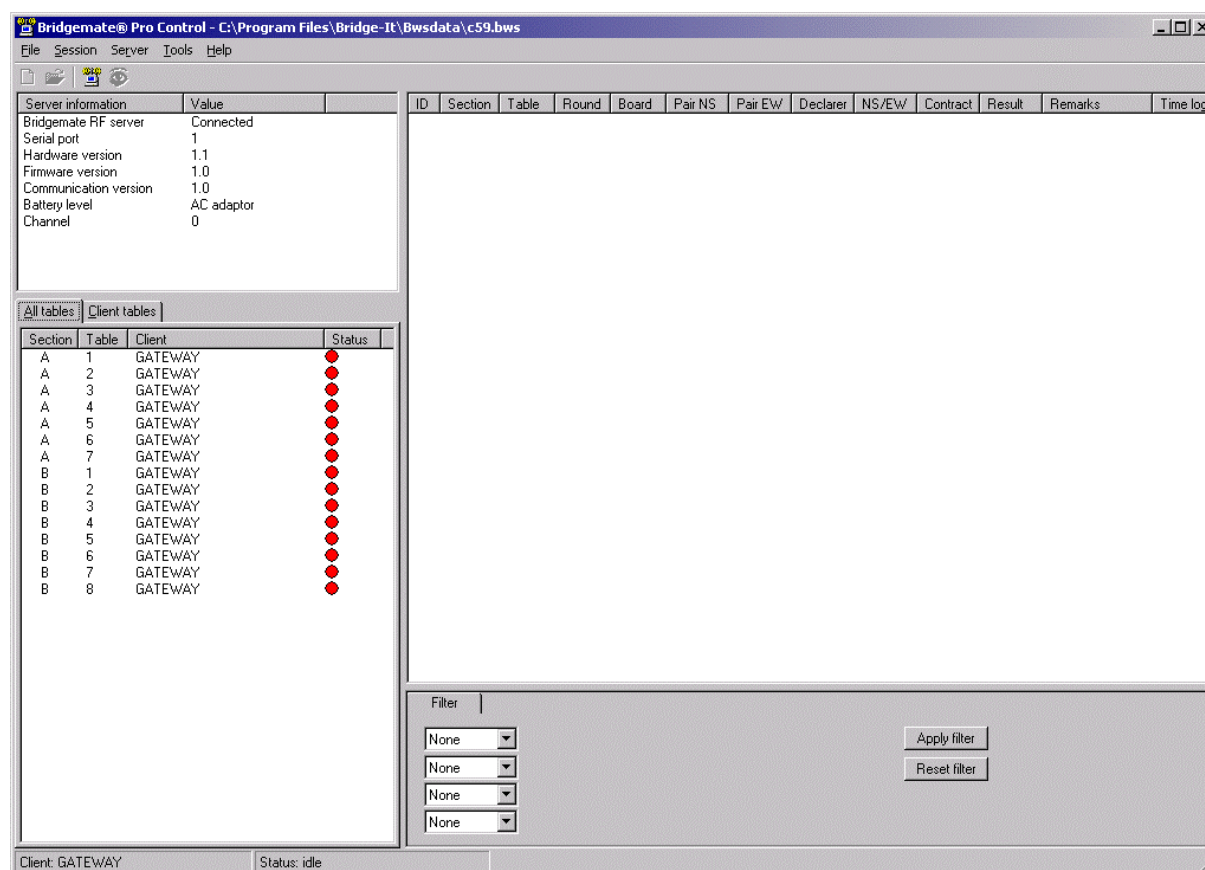 Bridgemate® Pro Control - C:\Program Files\Bridge-It\Bwsdata\c59.bws
File Session Server Tools Help
Server information Value
Bridgemate RF server Connected
Serial port 1
Hardware version 1.1
Firmware version 1.0
Communication version 1.0
Battery level AC adaptor
Channel 0
All tables Client tables
Section Table Client Status
A 1 GATEWAY
A 2 GATEWAY
A 3 GATEWAY
A 4 GATEWAY
A 5 GATEWAY
A 6 GATEWAY
A 7 GATEWAY
B 1 GATEWAY
B 2 GATEWAY
B 3 GATEWAY
B 4 GATEWAY
B 5 GATEWAY
B 6 GATEWAY
B 7 GATEWAY
B 8 GATEWAY
ID Section Table Round Board Pair NS Pair EW Declarer NS/EW Contract Result Remarks Time log
Filter
None
None
None
None
Apply filter
Reset filter
Client: GATEWAY Status: idle